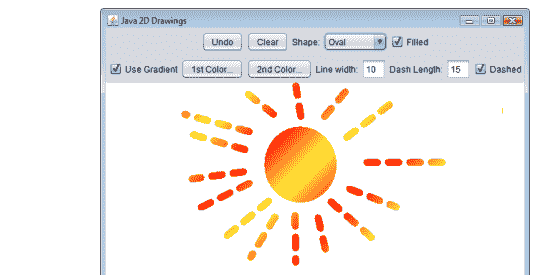 Java 2D Drawings
Undo Clear Shape: Oval Filled
Use Gradient 1st Color... 2nd Color... Line width: 10 Dash Length: 15 Dashed